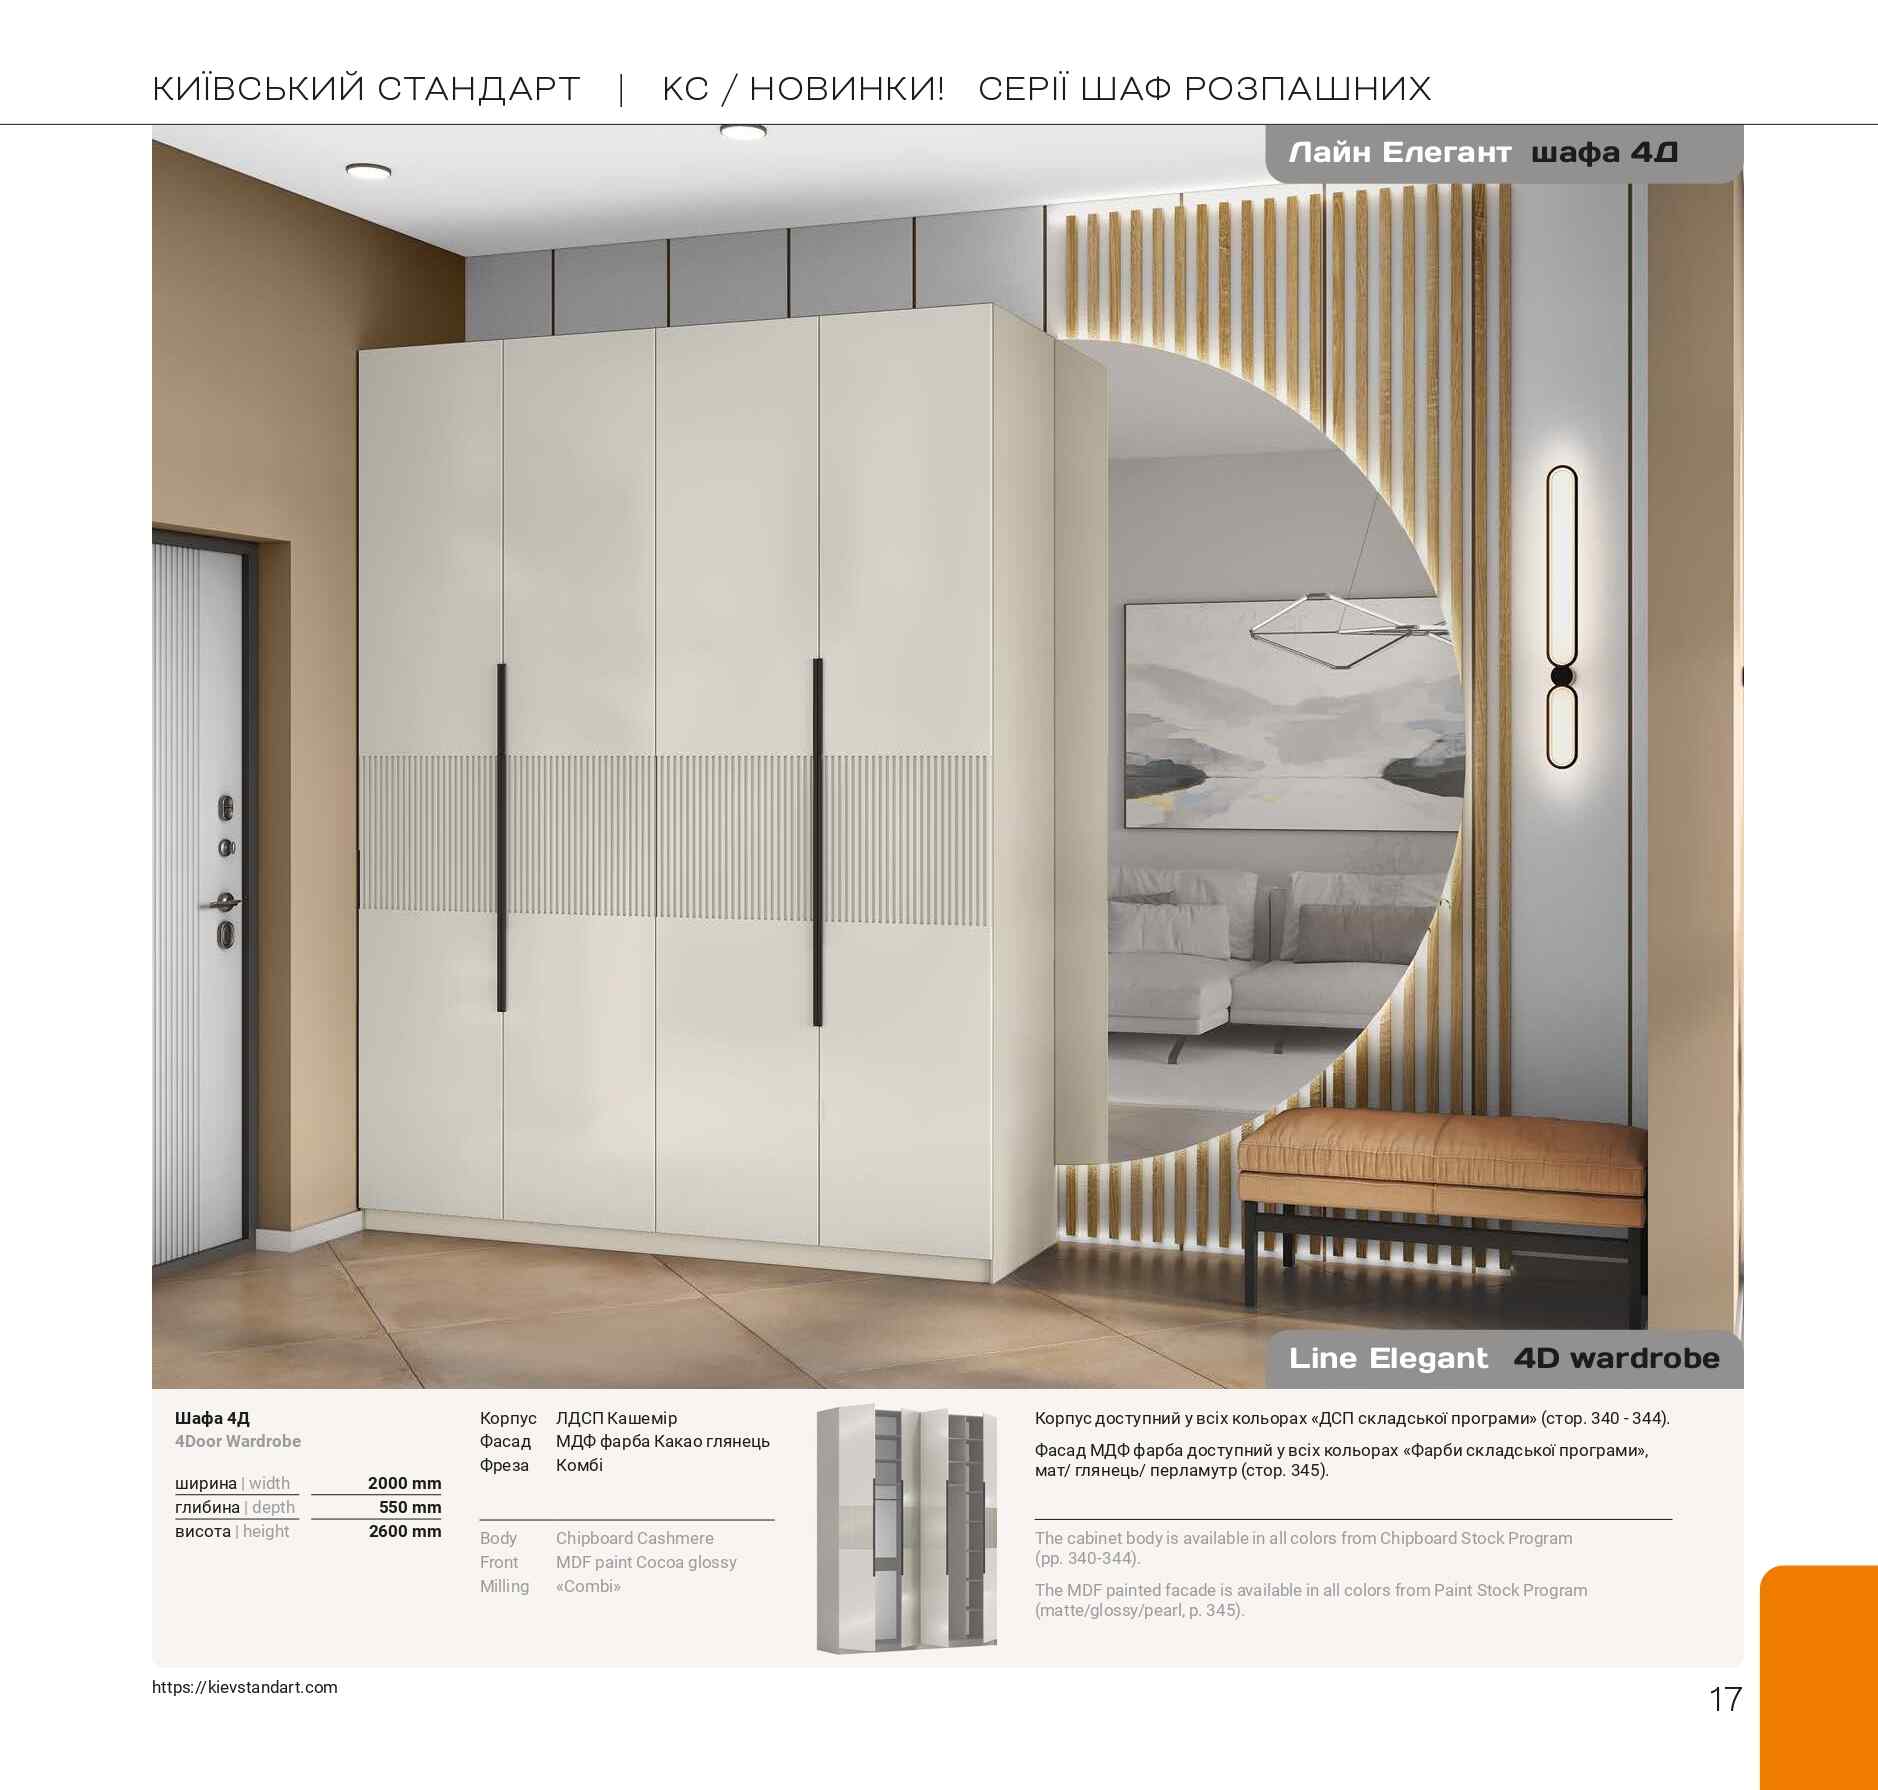 КИЇВСЬКИЙ СТАНДАРТ | КС / НОВИНКИ! СЕРІЇ ШАФ РОЗПАШНИХ
Лайн Елегант шафа 4Д
Line Elegant 4D wardrobe
Шафа 4Д
4Door Wardrobe
ширина | width 2000 mm
глибина | depth 550 mm
висота | height 2600 mm
Корпус ЛДСП Кашемір
Фасад МДФ фарба Какао глянець
Фреза Комбі
Body Chipboard Cashmere
Front MDF paint Cocoa glossy
Milling «Combi»
Корпус доступний у всіх кольорах «ДСП складської програми» (стор. 340 - 344).
Фасад МДФ фарба доступний у всіх кольорах «Фарби складської програми»,
мат/ глянець/ перламутр (стор. 345).
The cabinet body is available in all colors from Chipboard Stock Program
(pp. 340-344).
The MDF painted facade is available in all colors from Paint Stock Program
(matte/glossy/pearl, p. 345).
https://kievstandart.com
17